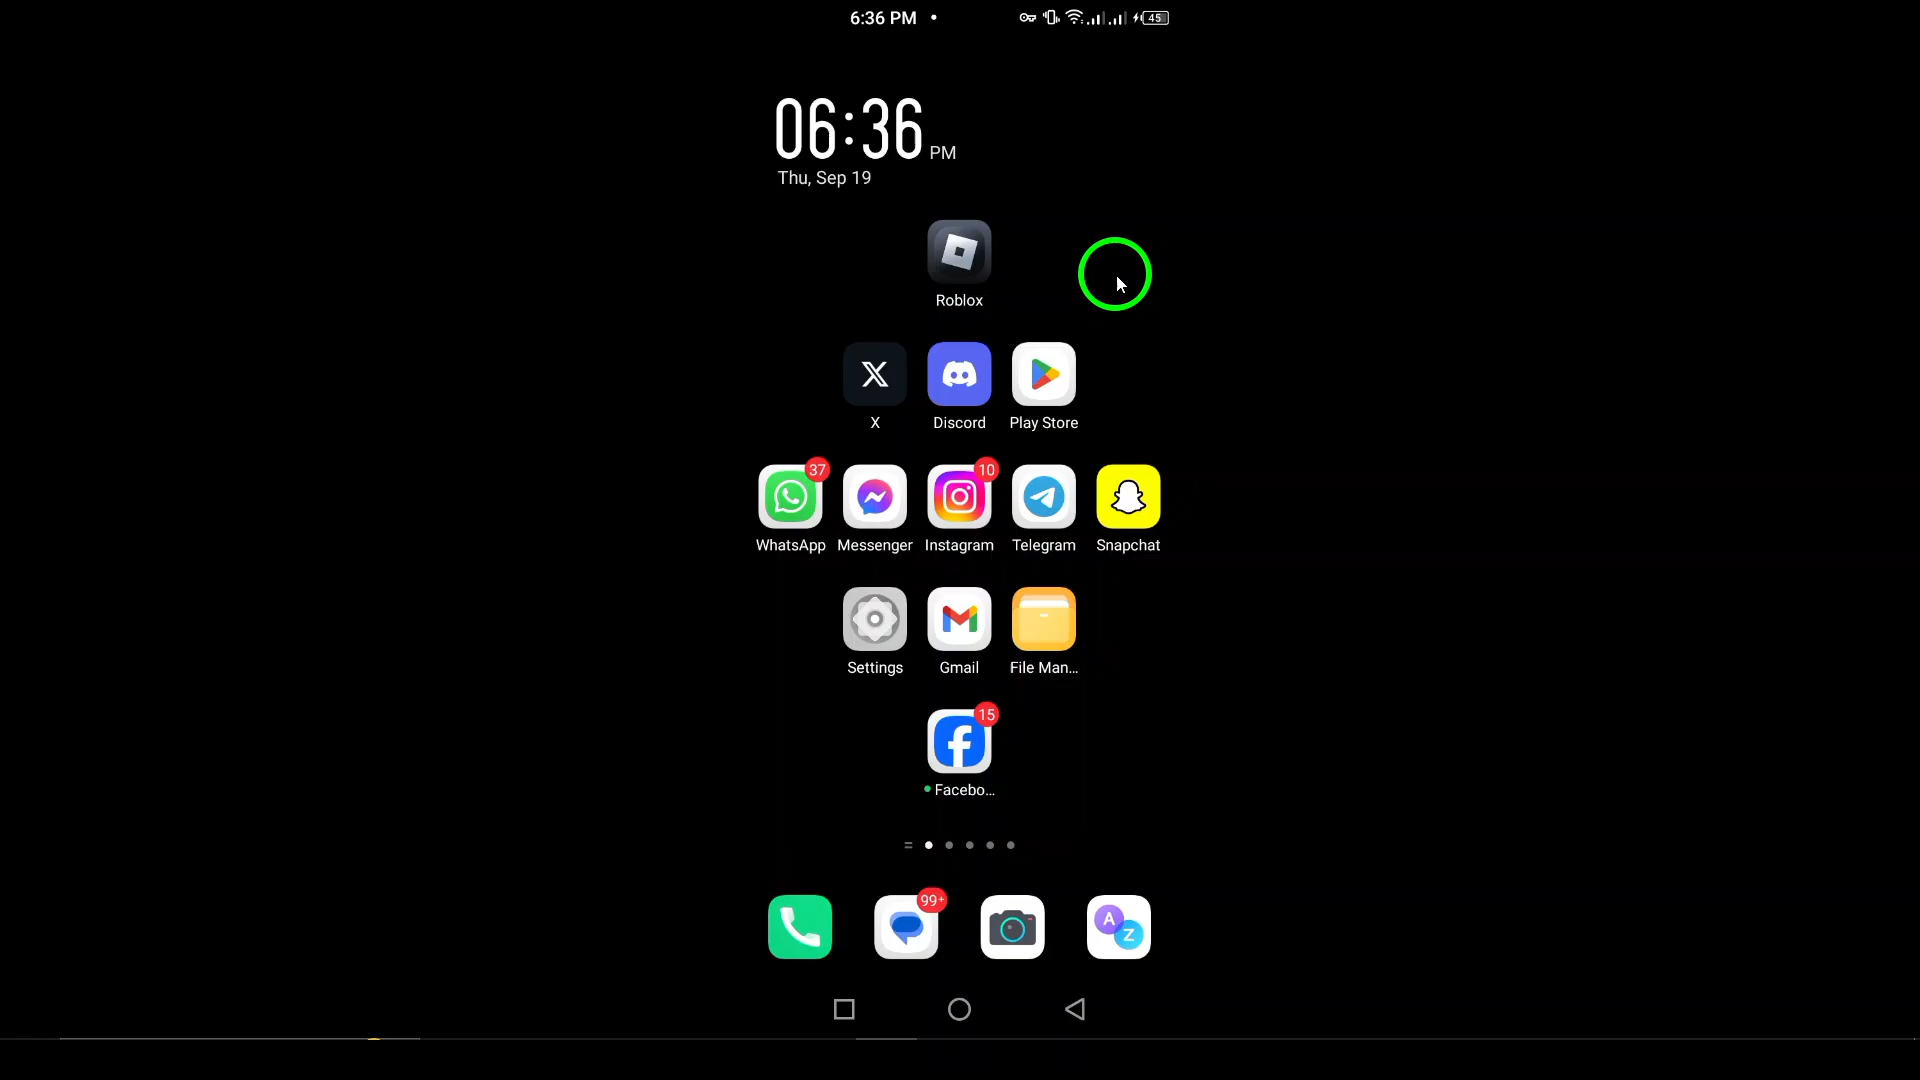 6:36 PM
45
06:36 PM
Thu, Sep 19
Roblox
X
Discord
Play Store
37
10
WhatsApp
Messenger
Instagram
Telegram
Snapchat
Settings
Gmail
File Man...
15
Facebo...
99+
A
Z